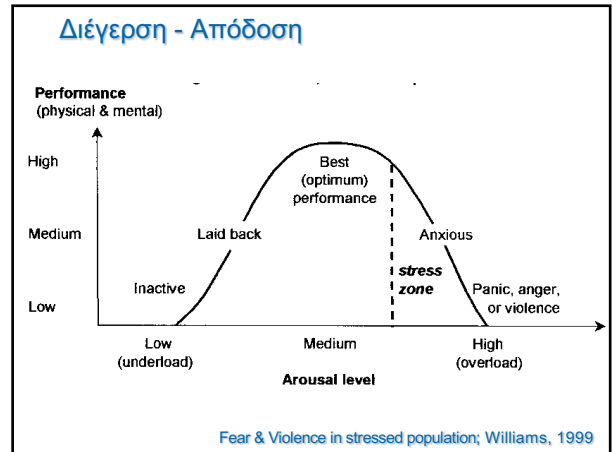 Διέγερση - Απόδοση
Performance
(physical & mental)
High
Best
(optimum)
performance
Medium
Laid back
Anxious
stress
zone
Inactive
Panic, anger,
or violence
Low
Low
(underload)
Medium
High
(overload)
Arousal level
Fear & Violence in stressed population; Williams, 1999